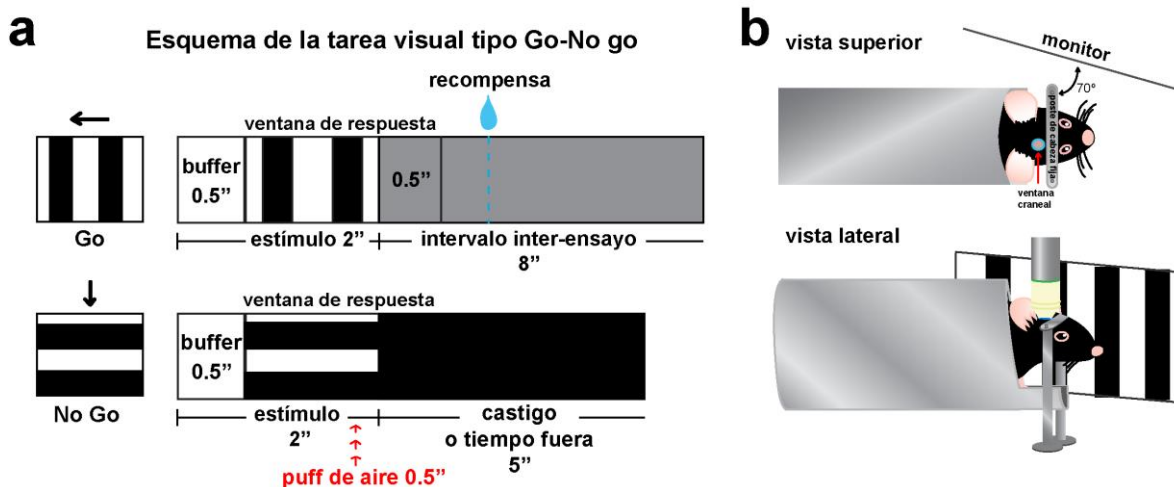 a
Esquema de la tarea visual tipo Go-No go
recompensa
ventana de respuesta
buffer
0.5”
0.5”
Go
estímulo 2”
intervalo inter-ensayo
8”
ventana de respuesta
buffer
0.5”
No Go
estímulo
2”
castigo
o tiempo fuera
5”
puff de aire 0.5”
b
vista superior
monitor
70°
poste de cabeza fija
ventana
craneal
vista lateral